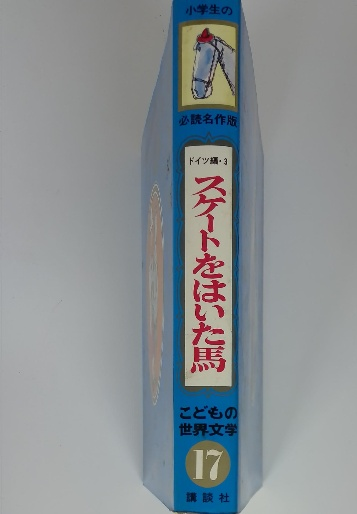 小学生の
必読名作版
ドイツ編・3
スケートをはいた馬
こどもの
世界文学
17
講談社